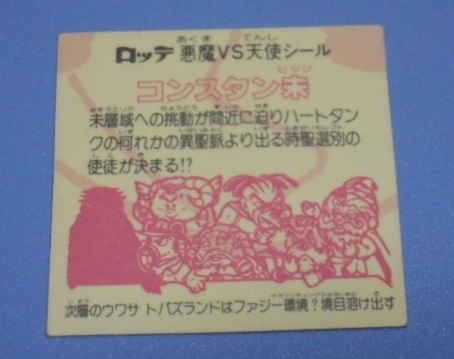 ロッテ 悪魔VS天使シール
コンスタン未
未層域への挑動が間近に迫りハートタン
クの何れかの異聖脈より出る時聖選別の
使徒が決まる!?
次層のウワサ トパズランドはファジー環境?境目溶け出す